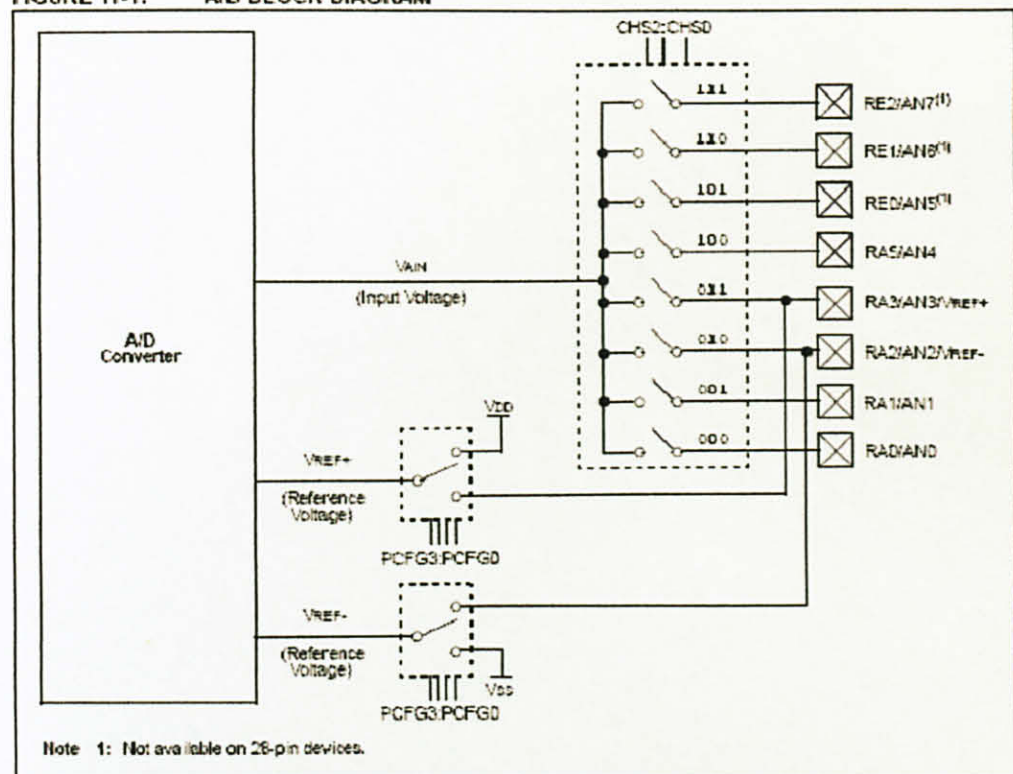 FIGURE 11-1: A/D BLOCK DIAGRAM
CHS2:CHS0
111
RE2/AN7(1)
110
RE1/AN6(1)
101
RE0/AN5(1)
100
RA5/AN4
VAIN
(Input Voltage)
011
RA3/AN3/VREF+
010
RA2/AN2/VREF-
A/D
Converter
001
RA1/AN1
VDD
000
RA0/AN0
VREF+
(Reference
Voltage)
PCFG3:PCFG0
VREF-
(Reference
Voltage)
VSS
PCFG3:PCFG0
Note 1: Not available on 28-pin devices.